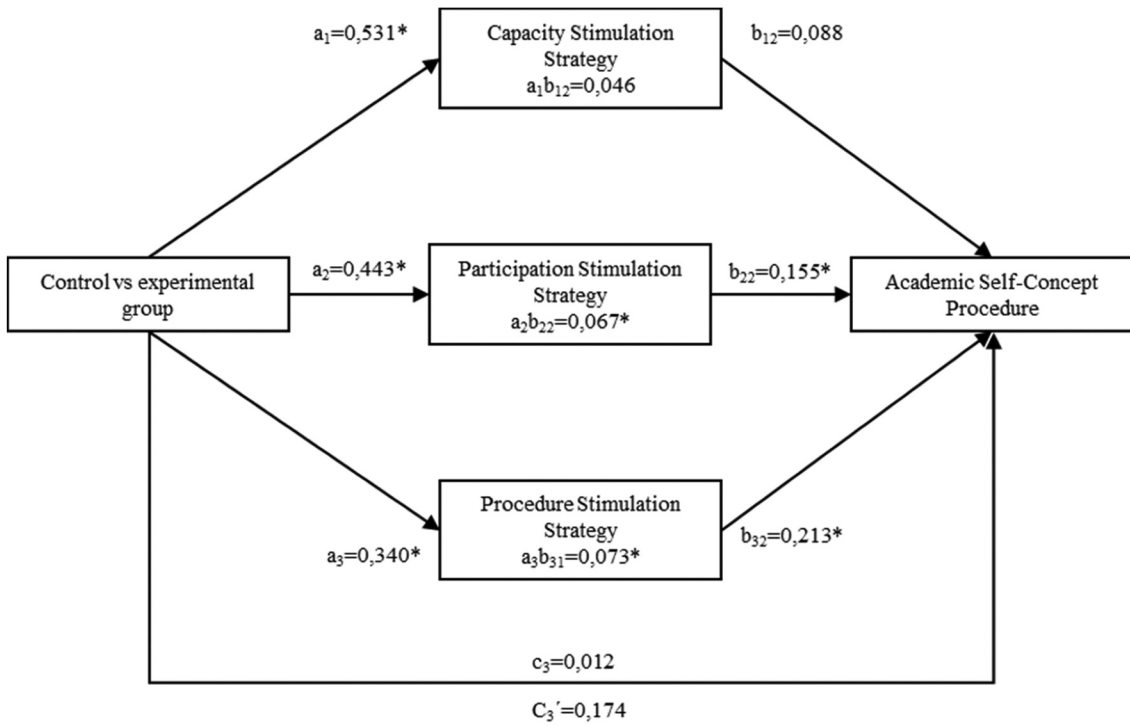 a₁=0,531*
Capacity Stimulation
Strategy
a₁b₁₂=0,046
b₁₂=0,088
Control vs experimental
group
a₂=0,443*
Participation Stimulation
Strategy
a₂b₂₂=0,067*
b₂₂=0,155*
Academic Self-Concept
Procedure
a₃=0,340*
Procedure Stimulation
Strategy
a₃b₃₁=0,073*
b₃₂=0,213*
c₃=0,012
C₃´=0,174